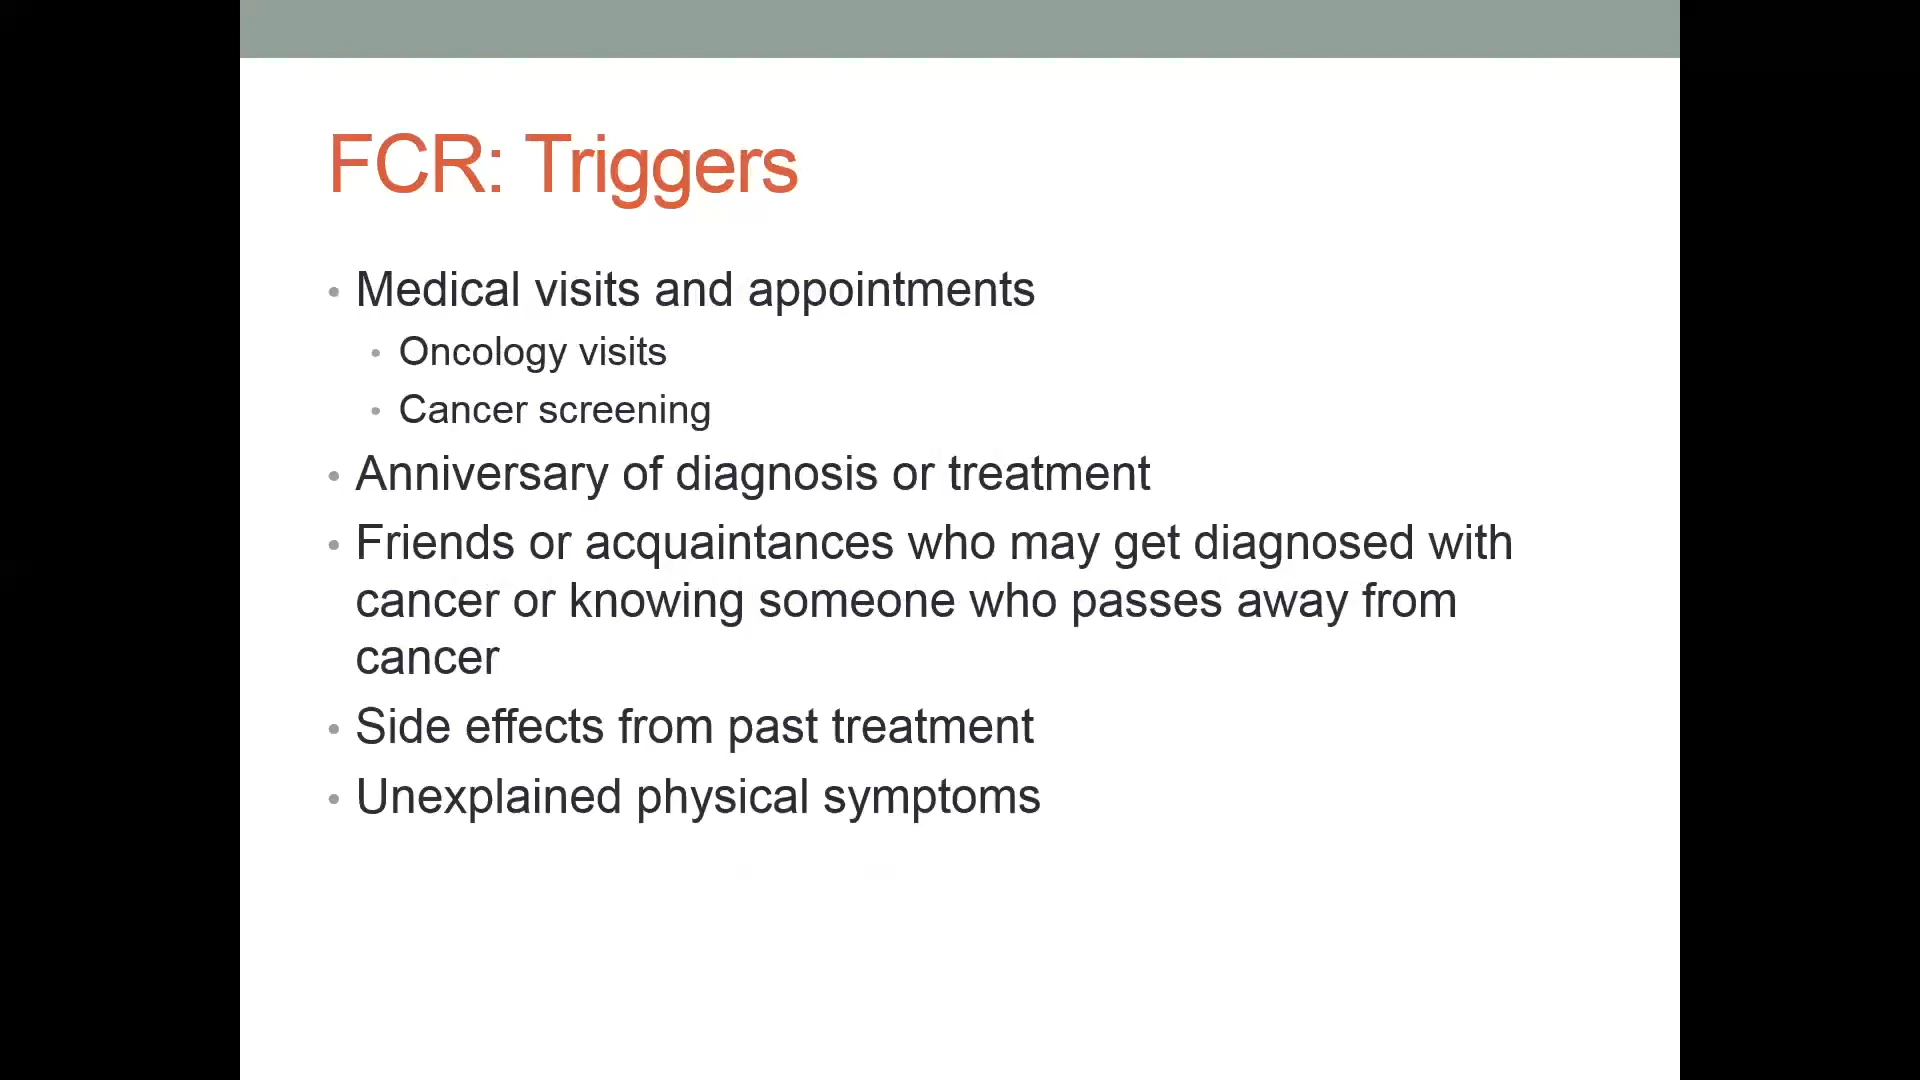 FCR: Triggers
• Medical visits and appointments
• Oncology visits
• Cancer screening
• Anniversary of diagnosis or treatment
• Friends or acquaintances who may get diagnosed with
cancer or knowing someone who passes away from
cancer
• Side effects from past treatment
• Unexplained physical symptoms